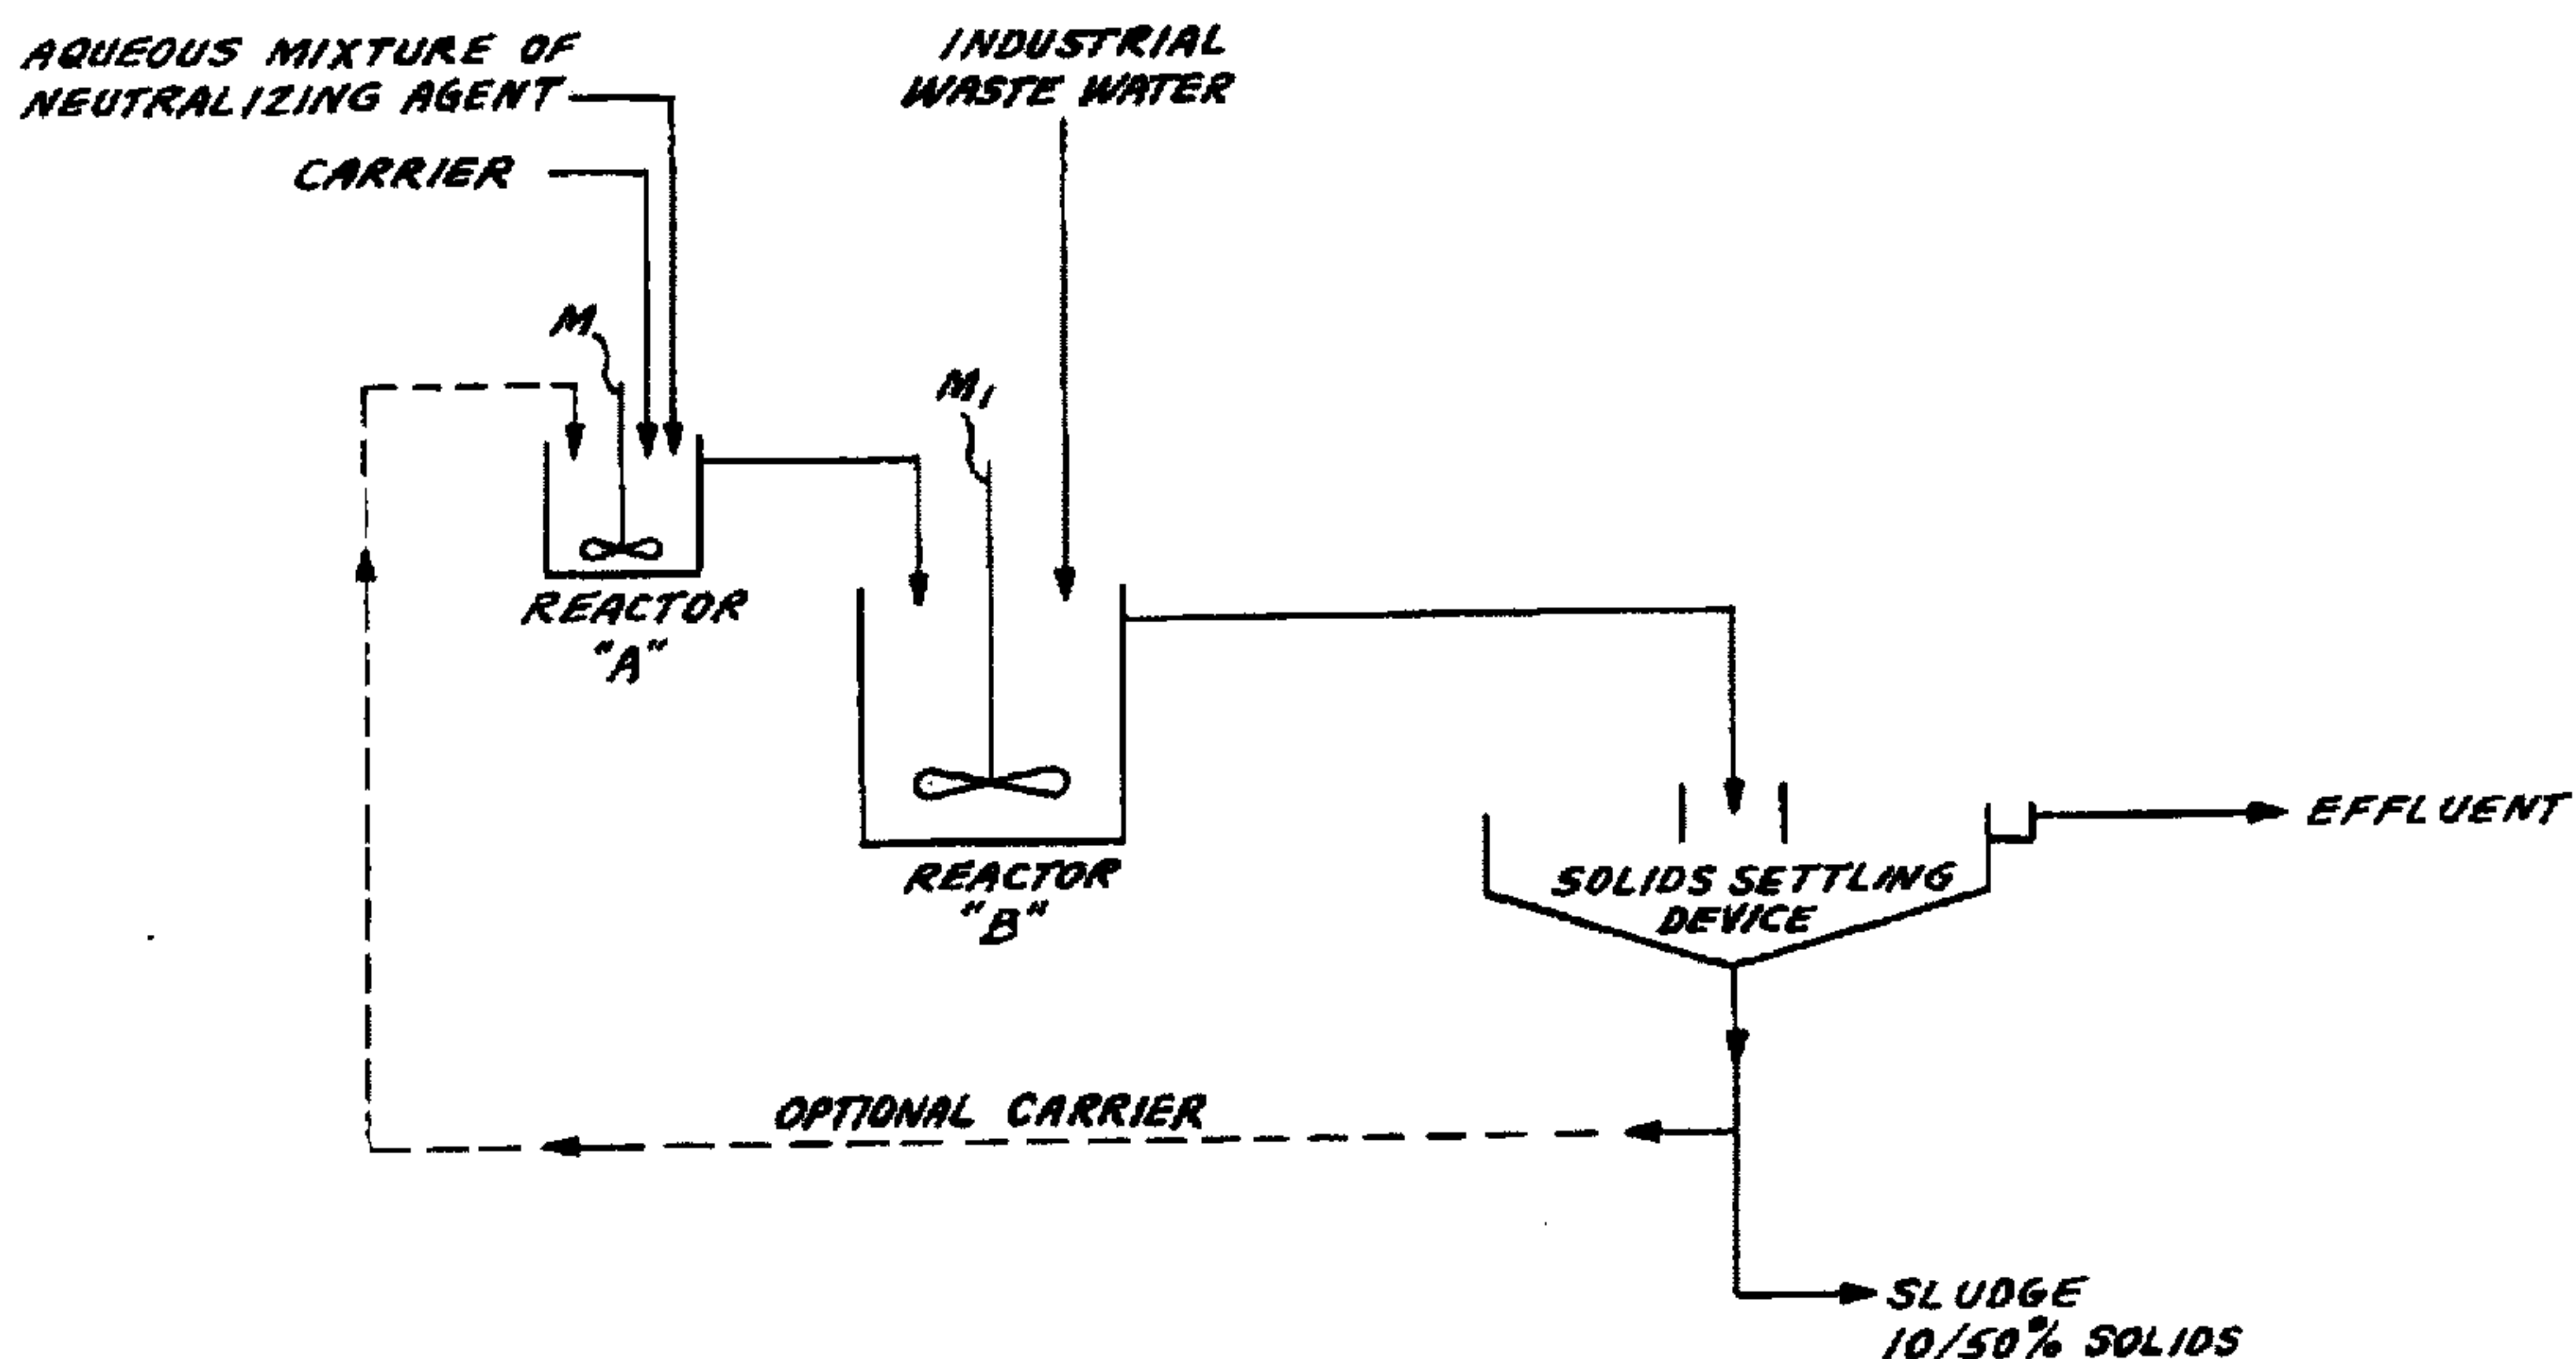 AQUEOUS MIXTURE OF
NEUTRALIZING AGENT
CARRIER
INDUSTRIAL
WASTE WATER
M
M1
REACTOR
"A"
REACTOR
"B"
SOLIDS SETTLING
DEVICE
EFFLUENT
OPTIONAL CARRIER
SLUDGE
10/50% SOLIDS